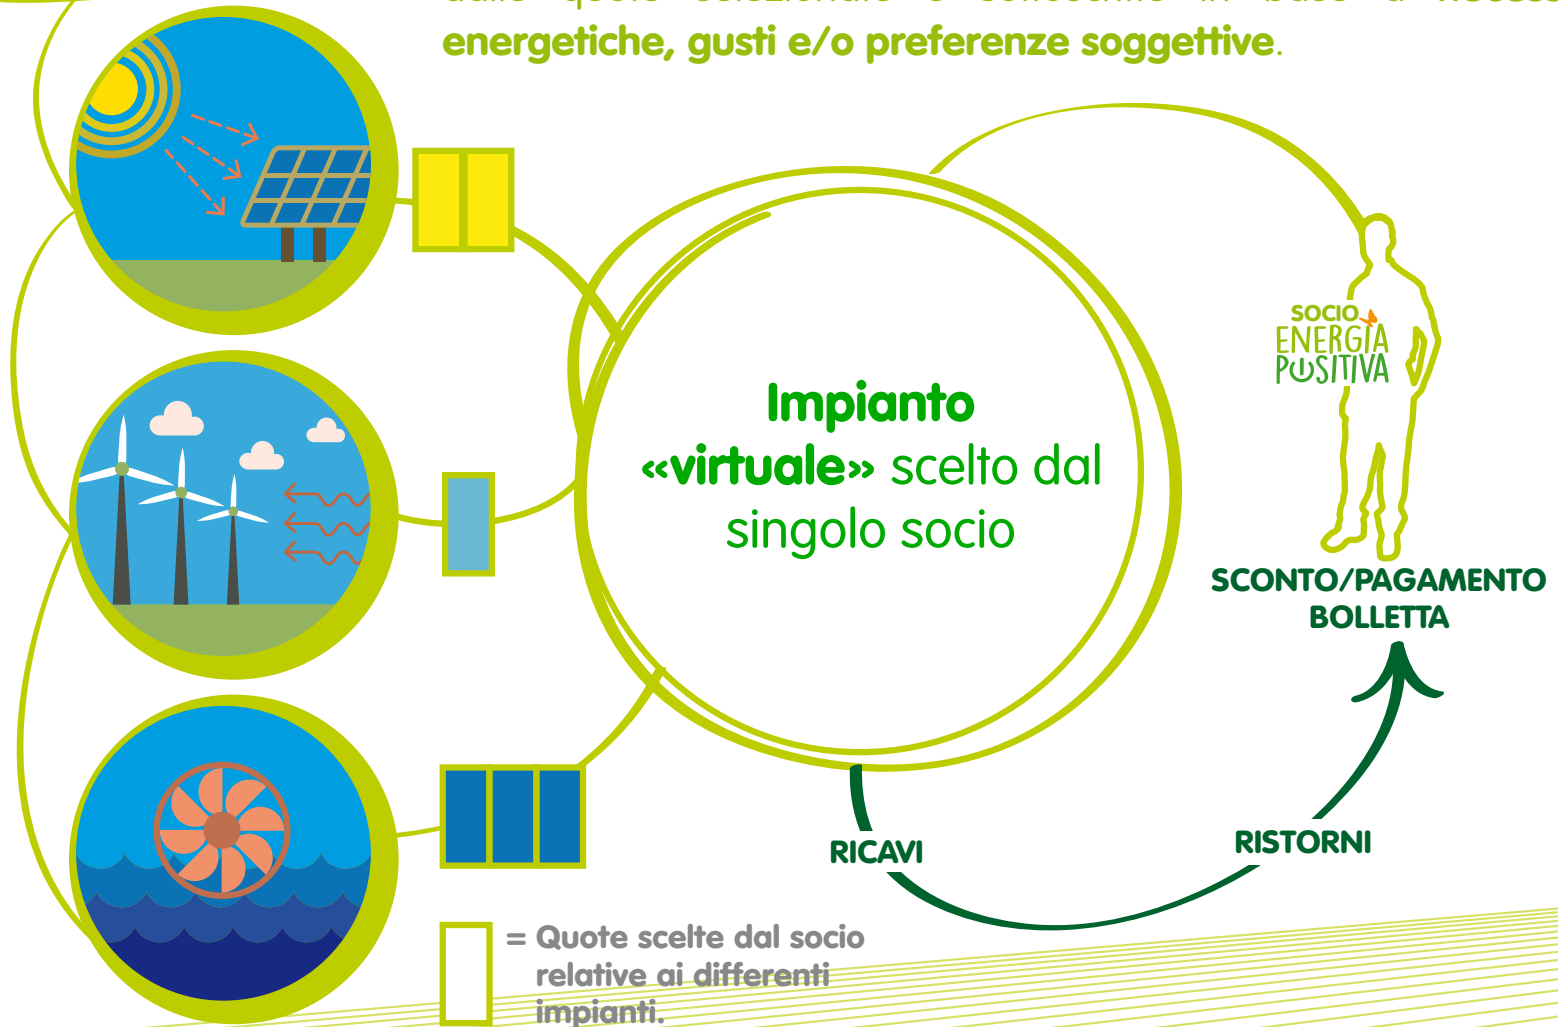 energetiche, gusti e/o preferenze soggettive.
SOCIO
ENERGIA
POSITIVA
Impianto
«virtuale» scelto dal
singolo socio
SCONTO/PAGAMENTO
BOLLETTA
RICAVI
RISTORNI
= Quote scelte dal socio
relative ai differenti
impianti.